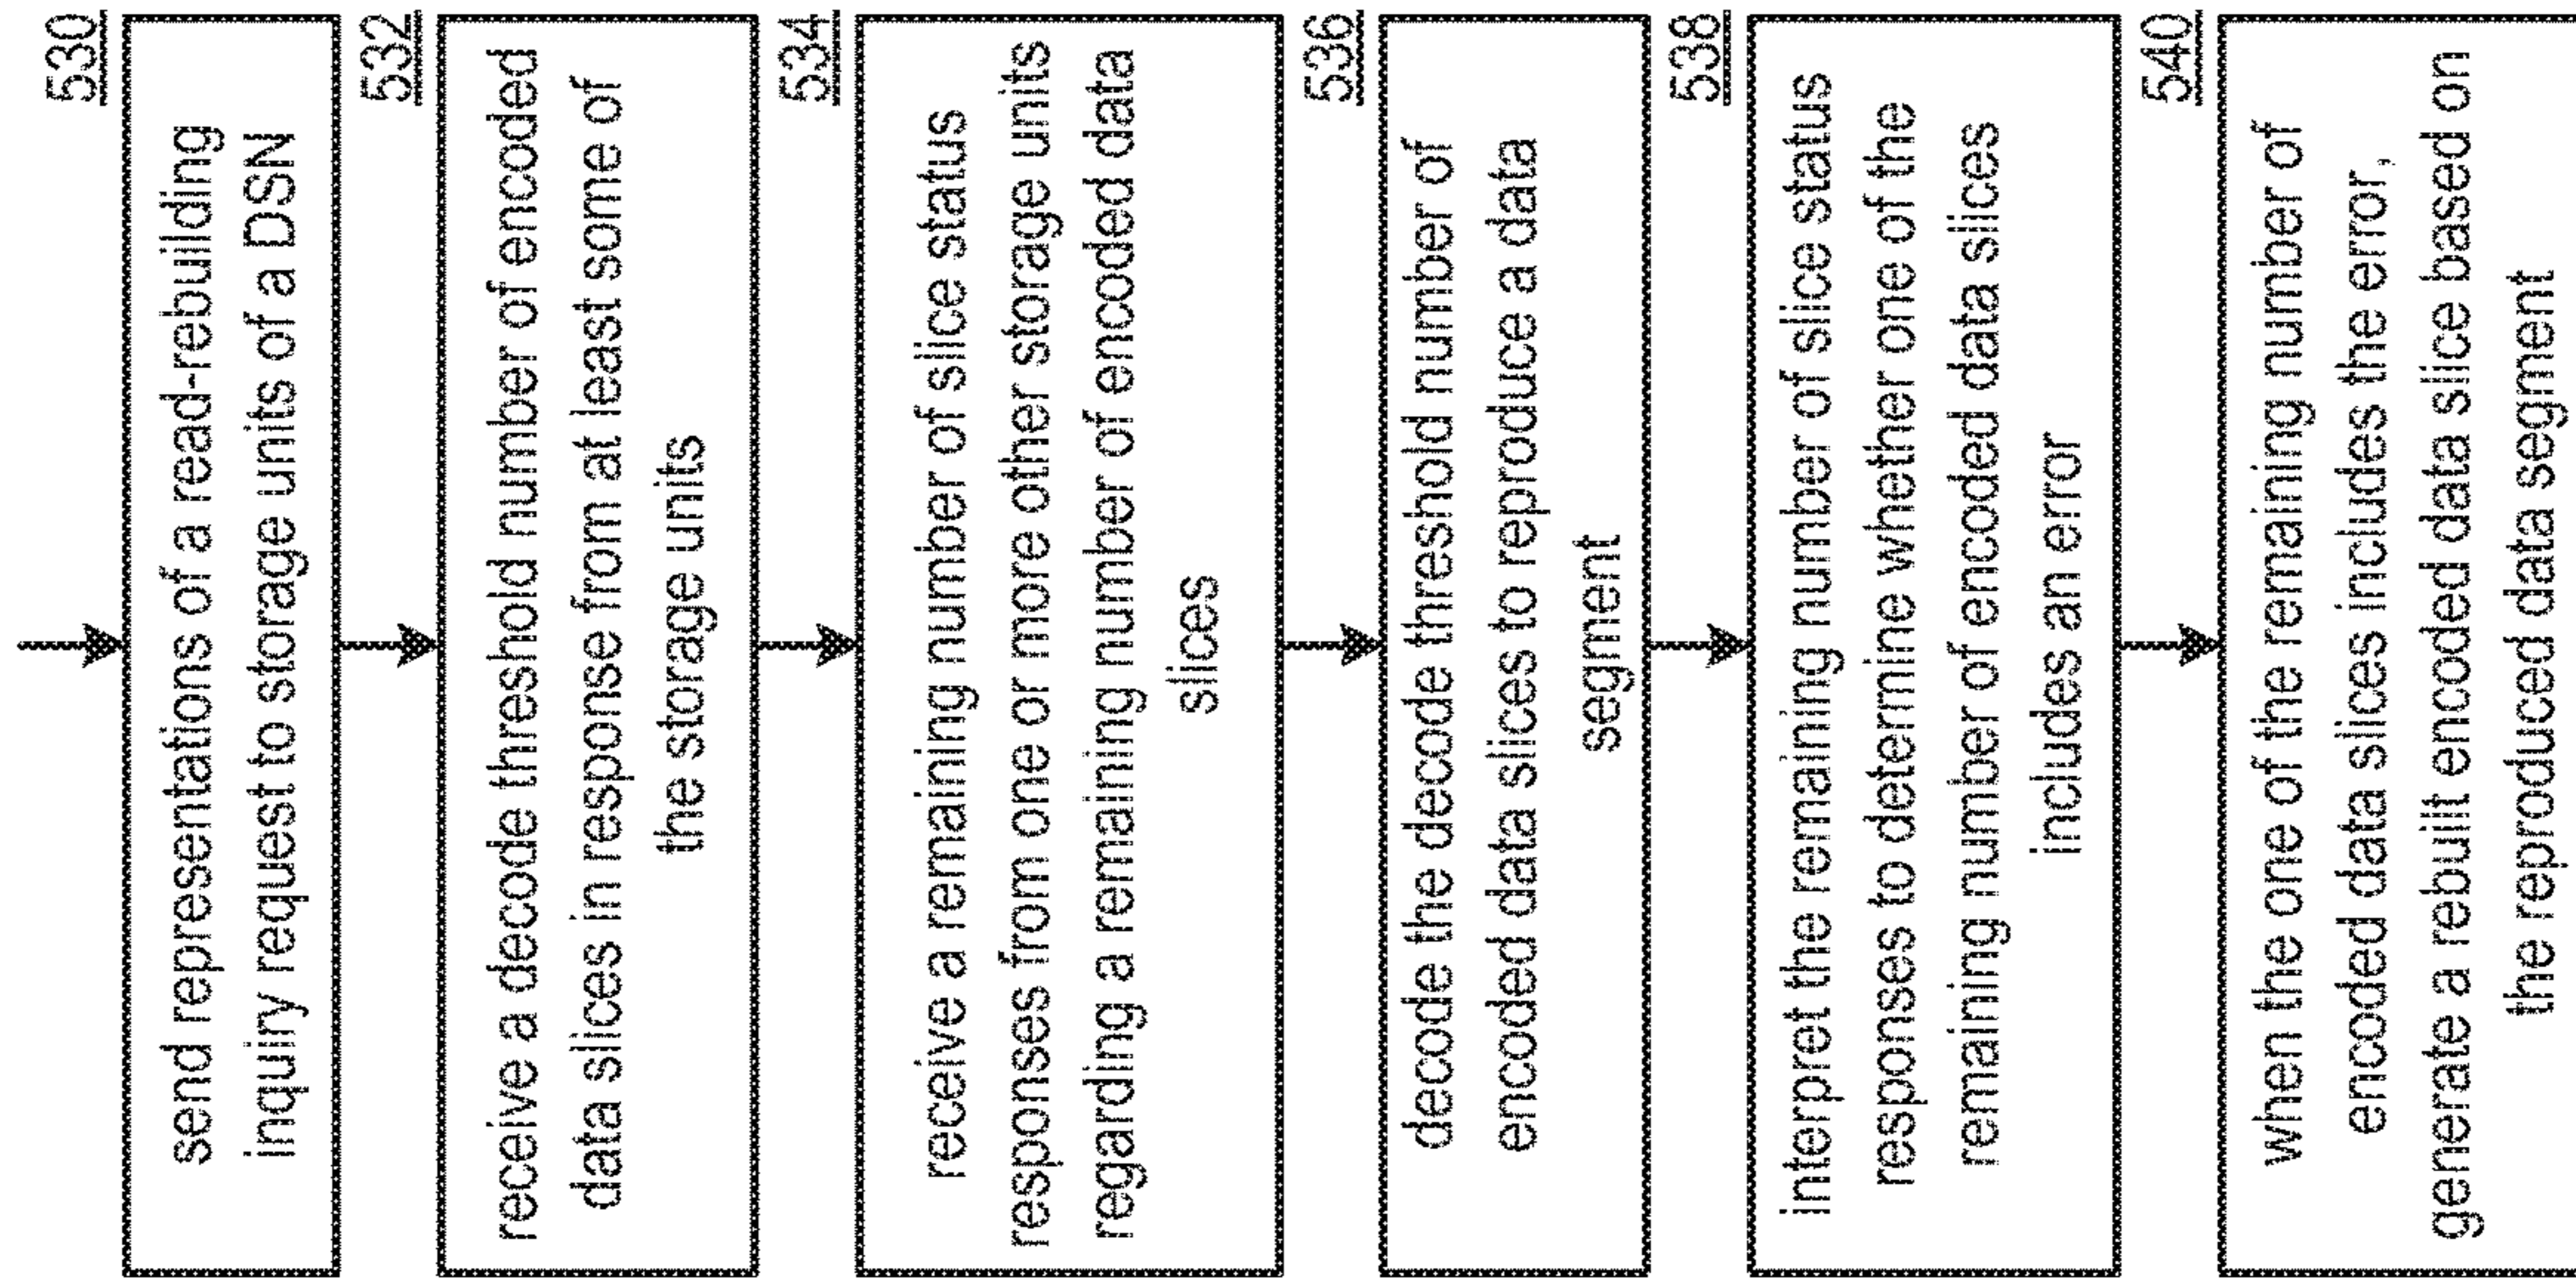 530
send representations of a read-rebuilding
inquiry request to storage units of a DSN
532
receive a decode threshold number of encoded
data slices in response from at least some of
the storage units
534
receive a remaining number of slice status
responses from one or more other storage units
regarding a remaining number of encoded data
slices
536
decode the decode threshold number of
encoded data slices to reproduce a data
segment
538
interpret the remaining number of slice status
responses to determine whether one of the
remaining number of encoded data slices
includes an error
540
when the one of the remaining number of
encoded data slices includes the error,
generate a rebuilt encoded data slice based on
the reproduced data segment